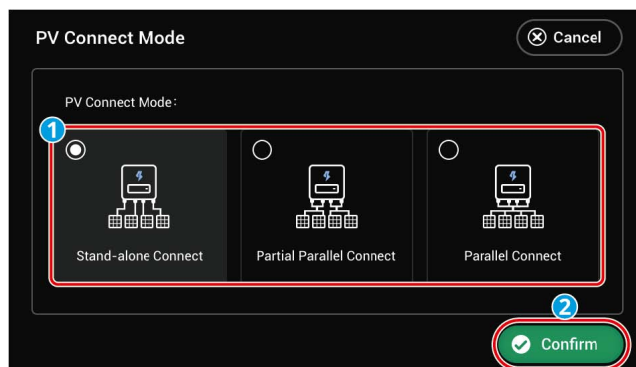 PV Connect Mode
Cancel
PV Connect Mode:
1
Stand-alone Connect
Partial Parallel Connect
Parallel Connect
2
Confirm